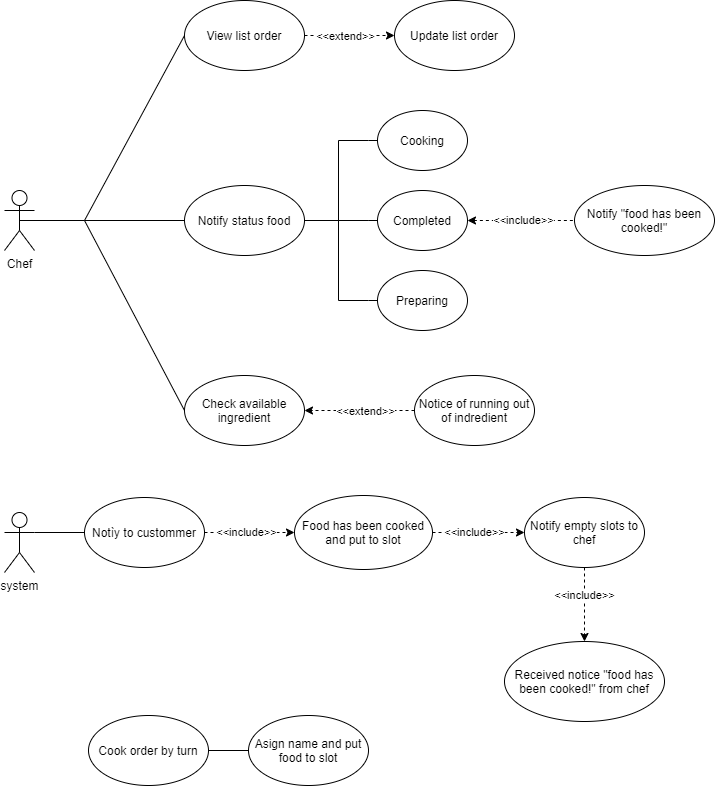 View list order
<<extend>>
Update list order
Cooking
Chef
Notify status food
Completed
<<include>>
Notify "food has been
cooked!"
Preparing
Check available
ingredient
<<extend>>
Notice of running out
of indredient
system
Notìy to custommer
<<include>>
Food has been cooked
and put to slot
<<include>>
Notify empty slots to
chef
<<include>>
Received notice "food has
been cooked!" from chef
Cook order by turn
Asign name and put
food to slot